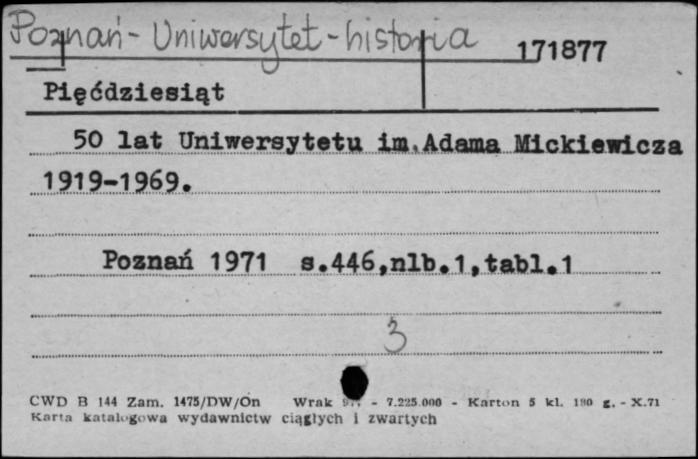 Poznań - Uniwersytet - historia 171877
Pięćdziesiąt
50 lat Uniwersytetu im.Adama Mickiewicza
1919-1969.
Poznań 1971 s.446,nlb.1,tabl.1
3
CWD B 144 Zam. 1475/DW/On Wrak - 7.225.000 - Karton 5 kl. 180 g. - X.71
Karta katalogowa wydawnictw ciągłych i zwartych